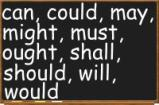 can, could, may,
might, must,
ought, shall,
should, will,
would